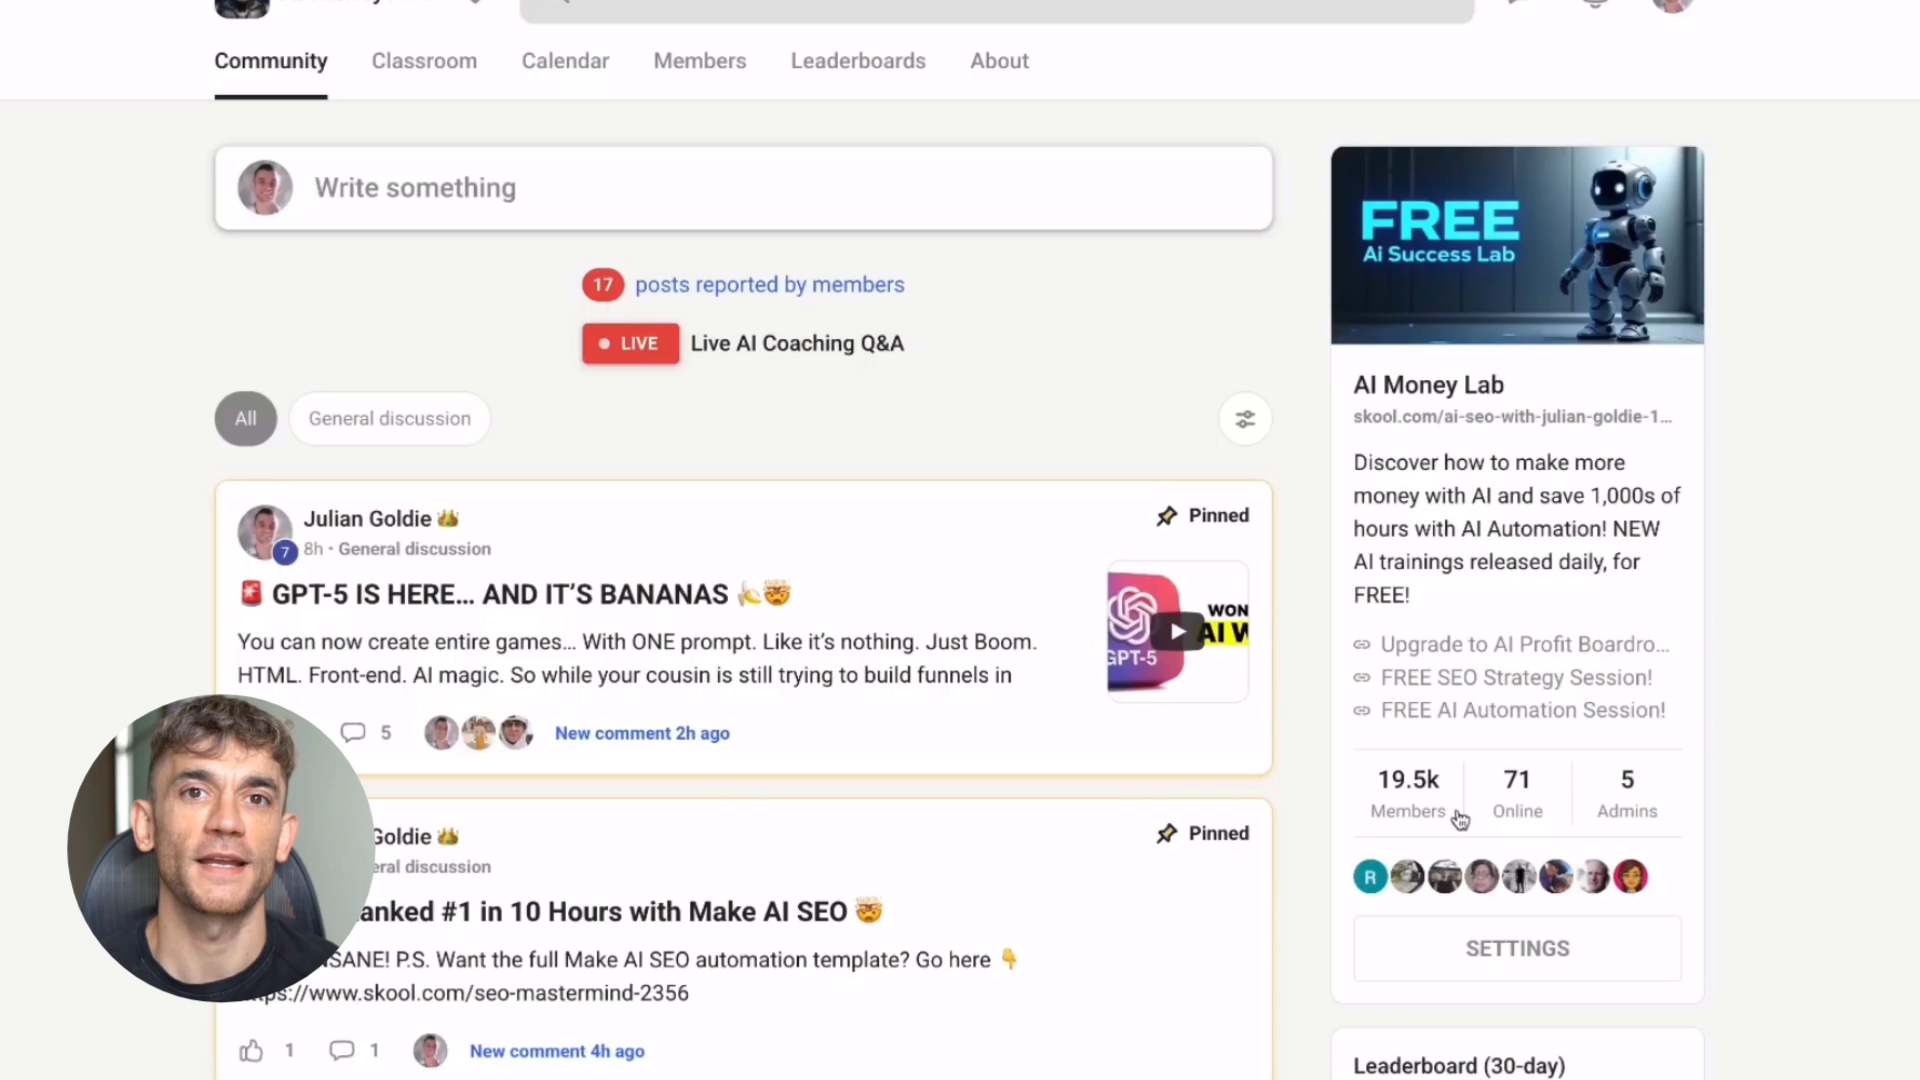 Community Classroom Calendar Members Leaderboards About
Write something
17 posts reported by members
LIVE Live AI Coaching Q&A
All General discussion
Julian Goldie
7 8h · General discussion
Pinned
🚨 GPT-5 IS HERE... AND IT'S BANANAS 🍌🤯
You can now create entire games... With ONE prompt. Like it's nothing. Just Boom.
HTML. Front-end. AI magic. So while your cousin is still trying to build funnels in
GPT-5
WON
AI W
5 New comment 2h ago
Goldie
eral discussion
Pinned
anked #1 in 10 Hours with Make AI SEO 🤯
NSANE! P.S. Want the full Make AI SEO automation template? Go here 👇
ps://www.skool.com/seo-mastermind-2356
1 1 New comment 4h ago
FREE
Ai Success Lab
AI Money Lab
skool.com/ai-seo-with-julian-goldie-1...
Discover how to make more
money with AI and save 1,000s of
hours with AI Automation! NEW
AI trainings released daily, for
FREE!
Upgrade to AI Profit Boardro...
FREE SEO Strategy Session!
FREE AI Automation Session!
19.5k 71 5
Members Online Admins
R
SETTINGS
Leaderboard (30-day)